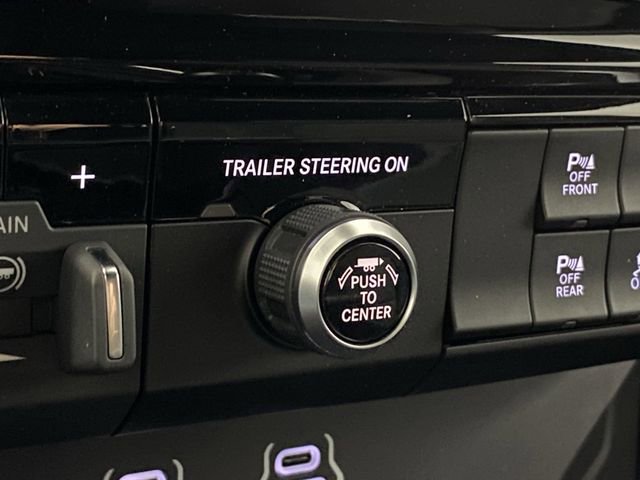 +
TRAILER STEERING ON
AIN
PUSH
TO
CENTER
P
OFF
FRONT
P
OFF
REAR